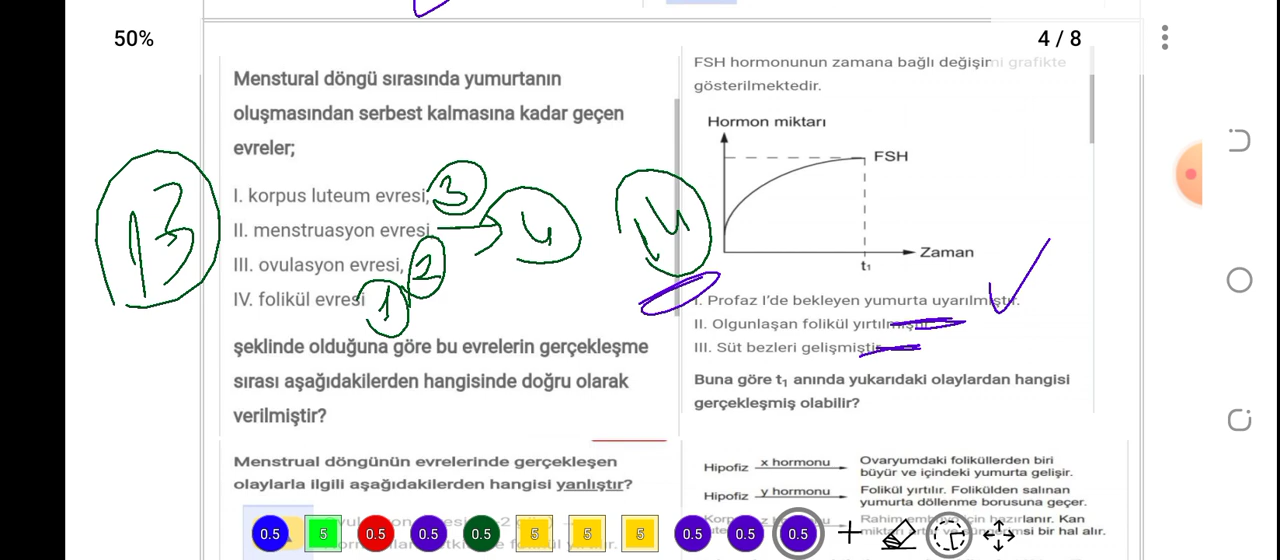 50%
4 / 8
Menstural döngü sırasında yumurtanın
oluşmasından serbest kalmasına kadar geçen
evreler;
I. korpus luteum evresi, 3
II. menstruasyon evresi 4
III. ovulasyon evresi, 2
IV. folikül evresi 1
şeklinde olduğuna göre bu evrelerin gerçekleşme
sırası aşağıdakilerden hangisinde doğru olarak
verilmiştir?
13
FSH hormonunun zamana bağlı değişimi grafikte
gösterilmektedir.
Hormon miktarı
FSH
Zaman
t₁
14
I. Profaz I'de bekleyen yumurta uyarılmıştır.
II. Olgunlaşan folikül yırtılmıştır.
III. Süt bezleri gelişmiştir.
Buna göre t₁ anında yukarıdaki olaylardan hangisi
gerçekleşmiş olabilir?
Menstrual döngünün evrelerinde gerçekleşen
olaylarla ilgili aşağıdakilerden hangisi yanlıştır?
Hipofiz x hormonu Ovaryumdaki foliküllerden biri
büyür ve içindeki yumurta gelişir.
Hipofiz y hormonu Folikül yırtılır. Folikülden salınan
yumurta döllenme borusuna geçer.
0.5 5 0.5 0.5 0.5 5 5 5 0.5 0.5 0.5